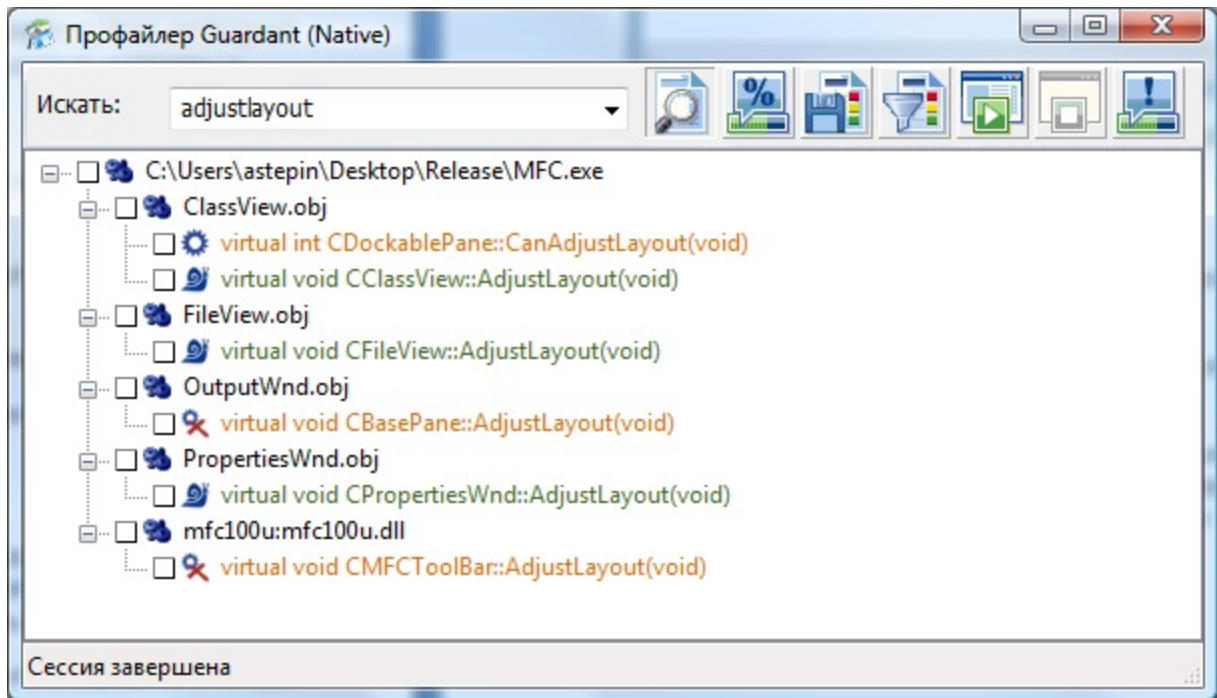 Профайлер Guardant (Native)
Искать: adjustlayout
%
!
C:\Users\astepin\Desktop\Release\MFC.exe
ClassView.obj
virtual int CDockablePane::CanAdjustLayout(void)
virtual void CClassView::AdjustLayout(void)
FileView.obj
virtual void CFileView::AdjustLayout(void)
OutputWnd.obj
virtual void CBasePane::AdjustLayout(void)
PropertiesWnd.obj
virtual void CPropertiesWnd::AdjustLayout(void)
mfc100u:mfc100u.dll
virtual void CMFCToolBar::AdjustLayout(void)
Сессия завершена